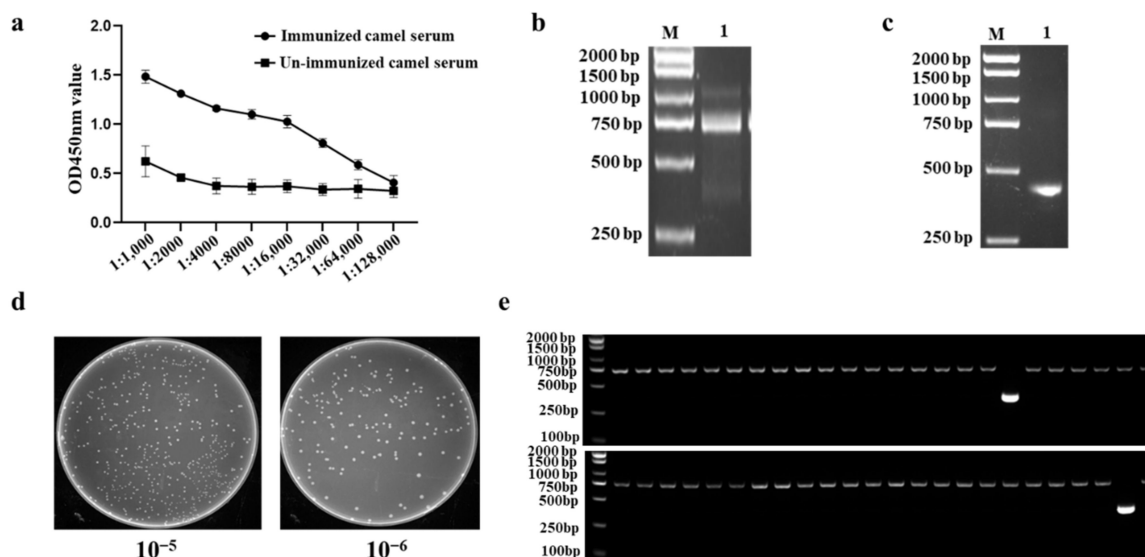 a
2.0
1.5
1.0
0.5
0.0
OD450nm value
Immunized camel serum
Un-immunized camel serum
1:1,000
1:2000
1:4000
1:8000
1:16,000
1:32,000
1:64,000
1:128,000
b
M 1
2000 bp
1500 bp
1000 bp
750 bp
500 bp
250 bp
c
M 1
2000 bp
1500 bp
1000 bp
750 bp
500 bp
250 bp
d
10⁻⁵
10⁻⁶
e
2000 bp
1500 bp
1000 bp
750bp
500bp
250bp
100bp
2000 bp
1500 bp
1000 bp
750bp
500bp
250bp
100bp